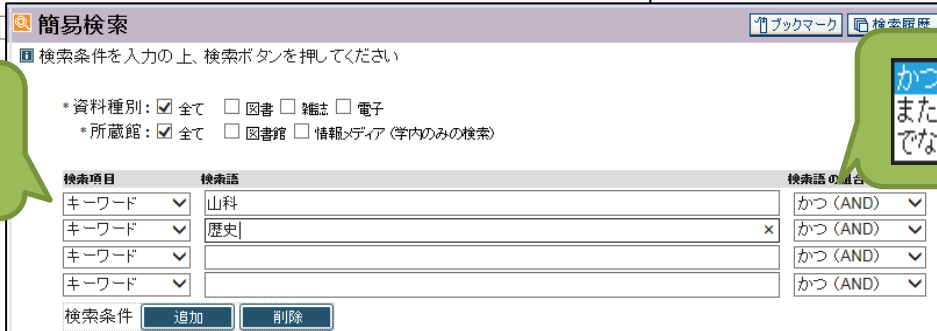 簡易検索
ブックマーク 検索履歴
検索条件を入力の上、検索ボタンを押してください
かつ
また
でな
*資料種別: 全て 図書 雑誌 電子
*所蔵館: 全て 図書館 情報メディア (学内のみの検索)
検索項目 検索語 検索語の組合
キーワード 山科 かつ (AND)
キーワード 歴史 × かつ (AND)
キーワード かつ (AND)
キーワード かつ (AND)
検索条件 追加 削除